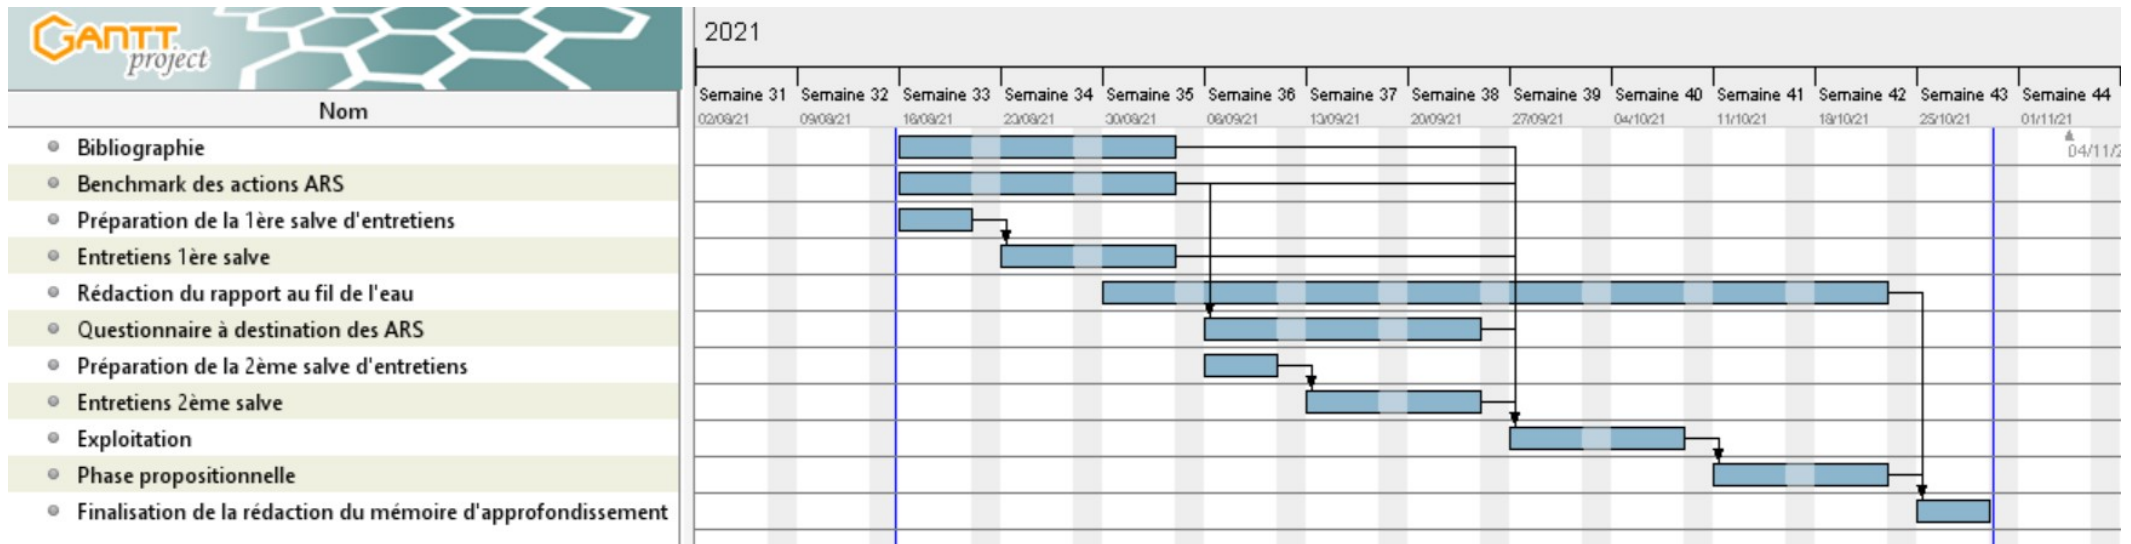 GANTT
project
2021
Nom
Semaine 31 Semaine 32 Semaine 33 Semaine 34 Semaine 35 Semaine 36 Semaine 37 Semaine 38 Semaine 39 Semaine 40 Semaine 41 Semaine 42 Semaine 43 Semaine 44
02/08/21 09/08/21 16/08/21 23/08/21 30/08/21 06/09/21 13/09/21 20/09/21 27/09/21 04/10/21 11/10/21 18/10/21 25/10/21 01/11/21
04/11/2
Bibliographie
Benchmark des actions ARS
Préparation de la 1ère salve d'entretiens
Entretiens 1ère salve
Rédaction du rapport au fil de l'eau
Questionnaire à destination des ARS
Préparation de la 2ème salve d'entretiens
Entretiens 2ème salve
Exploitation
Phase propositionnelle
Finalisation de la rédaction du mémoire d'approfondissement